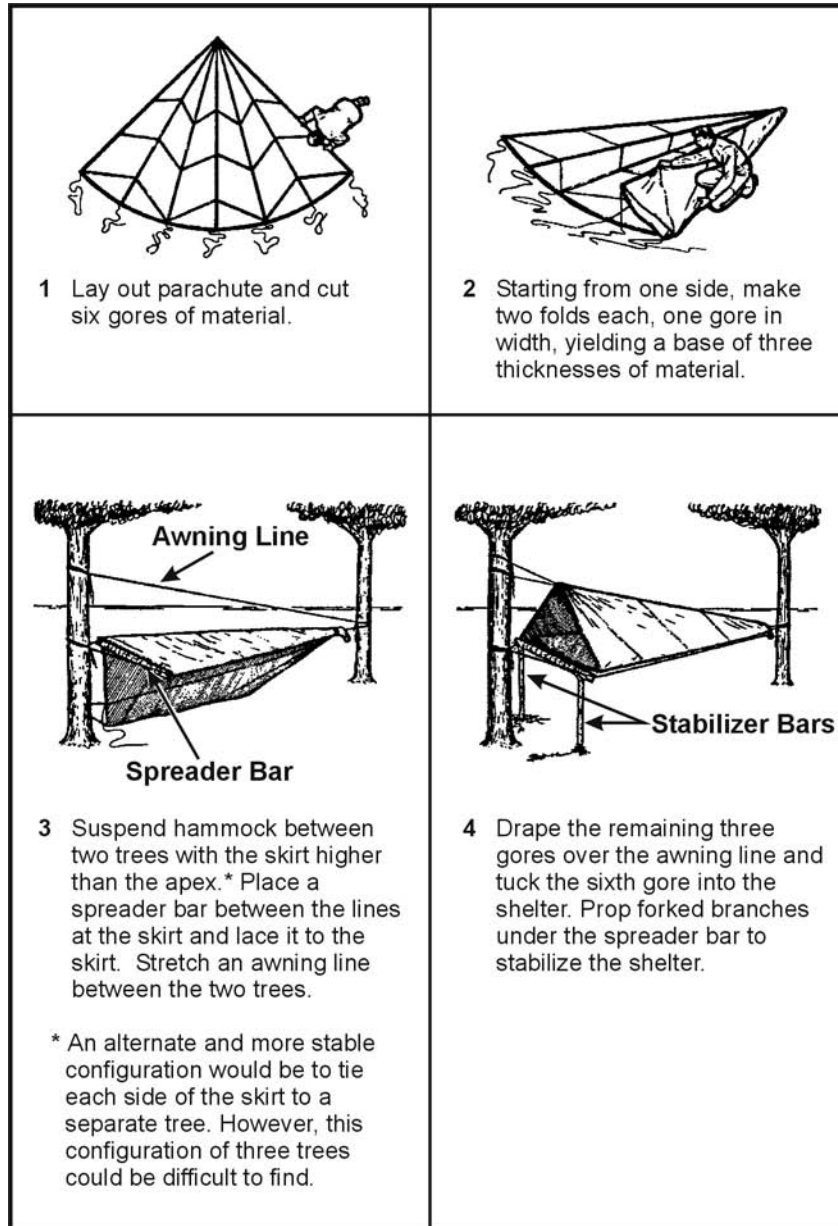 1 Lay out parachute and cut
six gores of material.
2 Starting from one side, make
two folds each, one gore in
width, yielding a base of three
thicknesses of material.
Awning Line
Spreader Bar
3 Suspend hammock between
two trees with the skirt higher
than the apex.* Place a
spreader bar between the lines
at the skirt and lace it to the
skirt. Stretch an awning line
between the two trees.
* An alternate and more stable
configuration would be to tie
each side of the skirt to a
separate tree. However, this
configuration of three trees
could be difficult to find.
Stabilizer Bars
4 Drape the remaining three
gores over the awning line and
tuck the sixth gore into the
shelter. Prop forked branches
under the spreader bar to
stabilize the shelter.